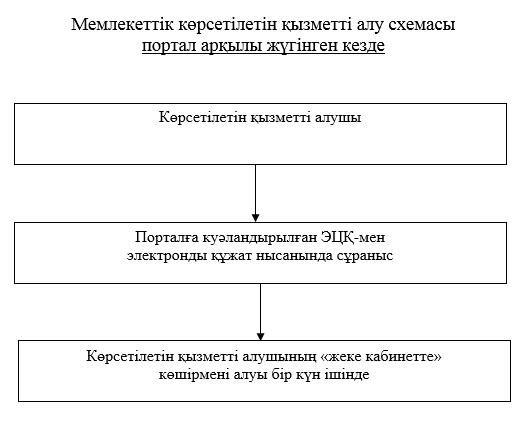 Мемлекеттік көрсетілетін қызметті алу схемасы
портал арқылы жүгінген кезде
Көрсетілетін қызметті алушы
Порталға куәландырылған ЭЦҚ-мен
электронды құжат нысанында сұраныс
Көрсетілетін қызметті алушының «жеке кабинетте»
көшірмені алуы бір күн ішінде